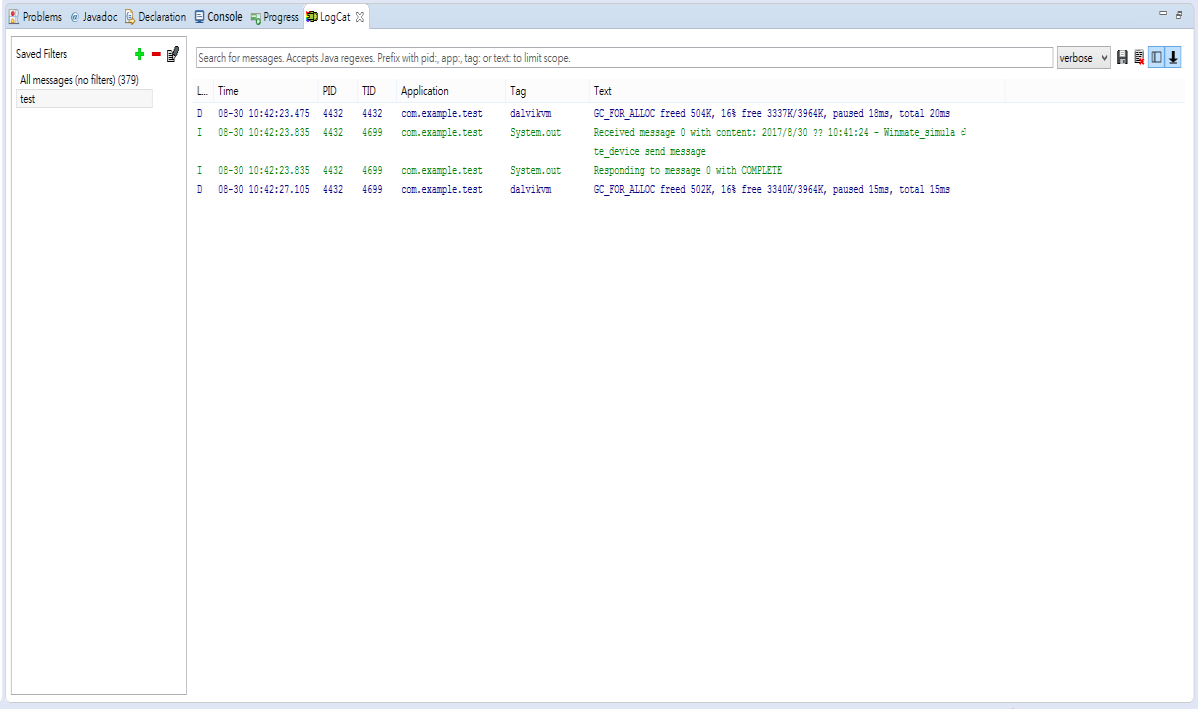 Problems @ Javadoc Declaration Console Progress LogCat
Saved Filters
All messages (no filters) (379)
test
Search for messages. Accepts Java regexes. Prefix with pid:, app:, tag: or text: to limit scope.
verbose
L... Time PID TID Application Tag Text
D 08-30 10:42:23.475 4432 4432 com.example.test dalvikvm GC_FOR_ALLOC freed 504K, 16% free 3337K/3964K, paused 18ms, total 20ms
I 08-30 10:42:23.835 4432 4699 com.example.test System.out Received message 0 with content: 2017/8/30 ?? 10:41:24 - Winmate_simula
te_device send message
I 08-30 10:42:23.835 4432 4699 com.example.test System.out Responding to message 0 with COMPLETE
D 08-30 10:42:27.105 4432 4699 com.example.test dalvikvm GC_FOR_ALLOC freed 502K, 16% free 3340K/3964K, paused 15ms, total 15ms